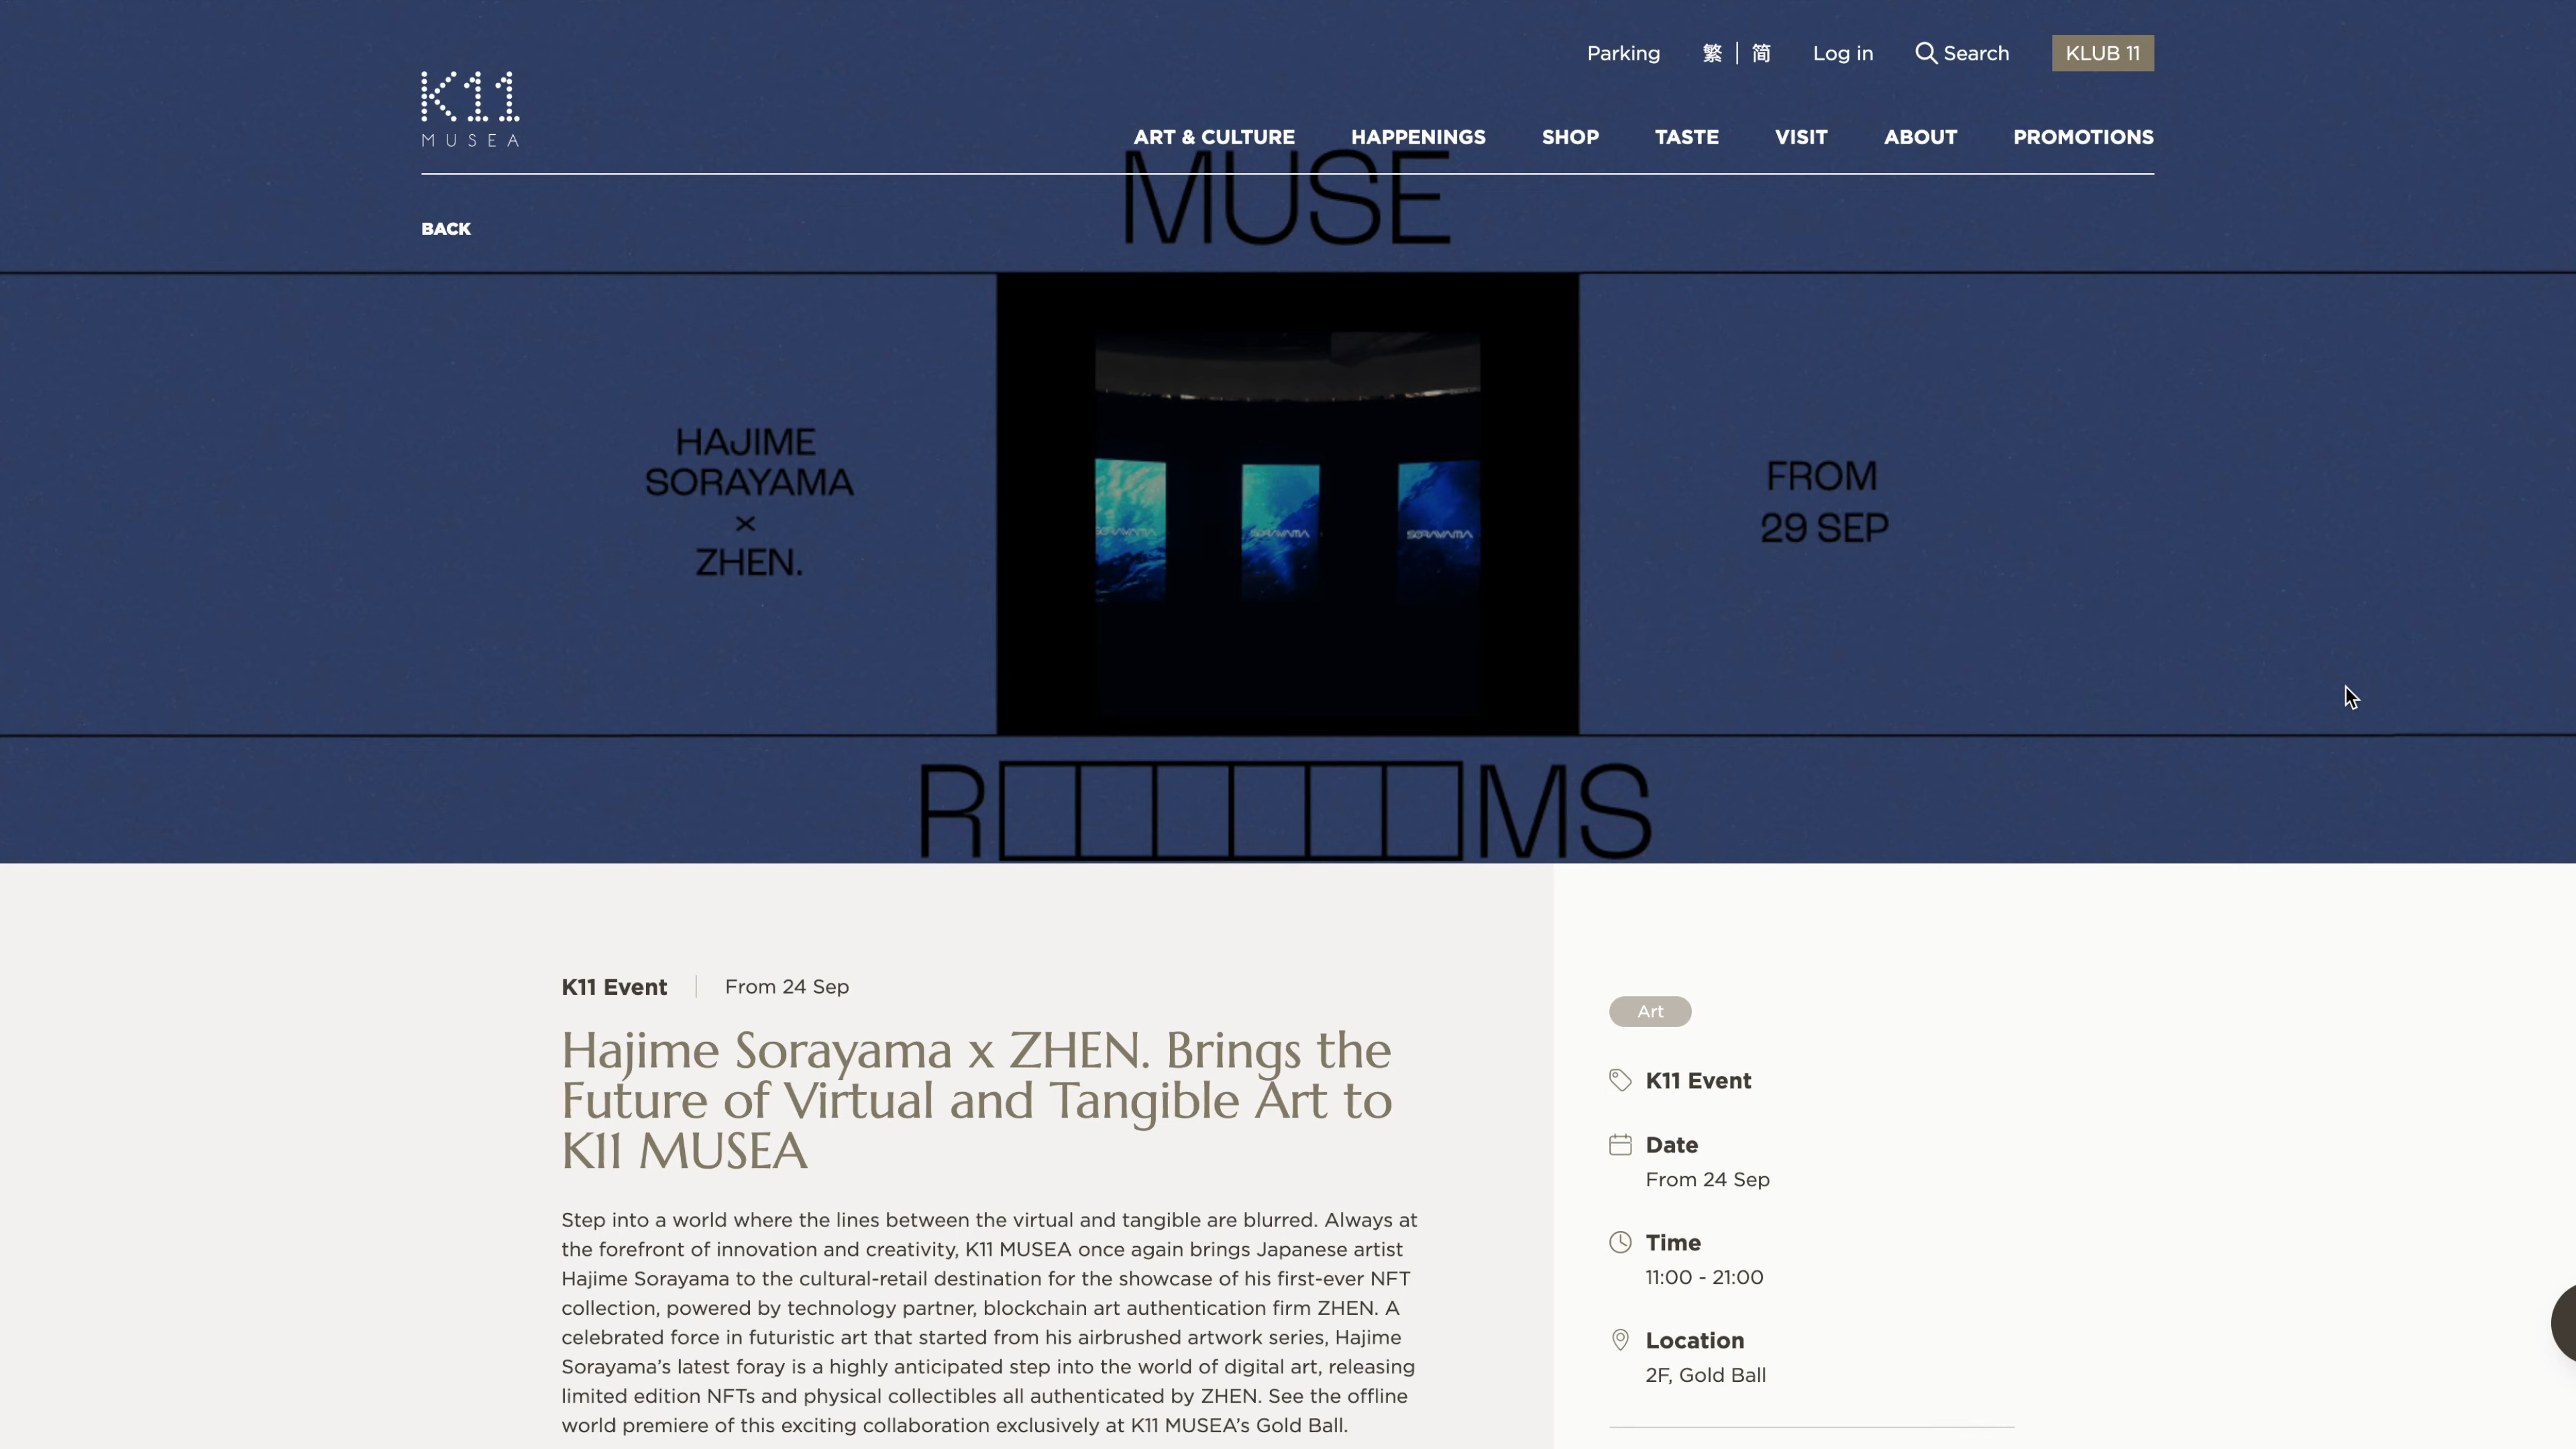 Parking
繁 | 简
Log in
Search
KLUB 11
K11
MUSEA
ART & CULTURE
HAPPENINGS
SHOP
TASTE
VISIT
ABOUT
PROMOTIONS
BACK
MUSE
HAJIME
SORAYAMA
×
ZHEN.
SORAYAMA
SORAYAMA
SORAYAMA
FROM
29 SEP
R□□□□□□MS
K11 Event | From 24 Sep
Hajime Sorayama x ZHEN. Brings the
Future of Virtual and Tangible Art to
K11 MUSEA
Step into a world where the lines between the virtual and tangible are blurred. Always at
the forefront of innovation and creativity, K11 MUSEA once again brings Japanese artist
Hajime Sorayama to the cultural-retail destination for the showcase of his first-ever NFT
collection, powered by technology partner, blockchain art authentication firm ZHEN. A
celebrated force in futuristic art that started from his airbrushed artwork series, Hajime
Sorayama’s latest foray is a highly anticipated step into the world of digital art, releasing
limited edition NFTs and physical collectibles all authenticated by ZHEN. See the offline
world premiere of this exciting collaboration exclusively at K11 MUSEA’s Gold Ball.
Art
K11 Event
Date
From 24 Sep
Time
11:00 - 21:00
Location
2F, Gold Ball